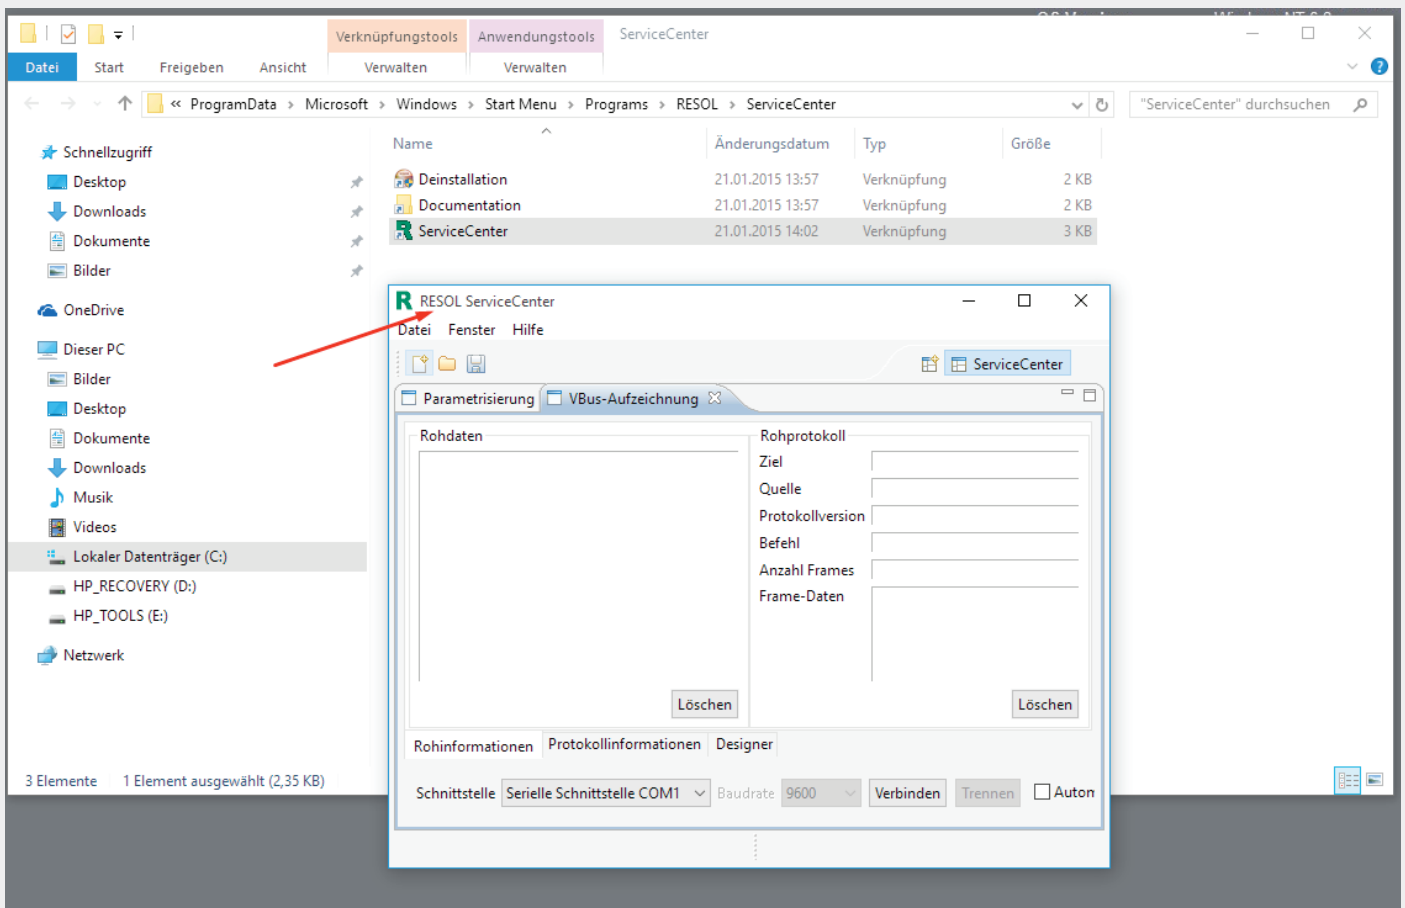 Verknüpfungstools Anwendungstools ServiceCenter
Datei Start Freigeben Ansicht Verwalten Verwalten
« ProgramData › Microsoft › Windows › Start Menu › Programs › RESOL › ServiceCenter "ServiceCenter" durchsuchen
Name Änderungsdatum Typ Größe
Schnellzugriff
Desktop
Downloads
Dokumente
Bilder
OneDrive
Dieser PC
Bilder
Desktop
Dokumente
Downloads
Musik
Videos
Lokaler Datenträger (C:)
HP_RECOVERY (D:)
HP_TOOLS (E:)
Netzwerk
Deinstallation 21.01.2015 13:57 Verknüpfung 2 KB
Documentation 21.01.2015 13:57 Verknüpfung 2 KB
ServiceCenter 21.01.2015 14:02 Verknüpfung 3 KB
3 Elemente 1 Element ausgewählt (2,35 KB)
R RESOL ServiceCenter
Datei Fenster Hilfe
ServiceCenter
Parametrisierung VBus-Aufzeichnung
Rohdaten
Löschen
Rohprotokoll
Ziel
Quelle
Protokollversion
Befehl
Anzahl Frames
Frame-Daten
Löschen
Rohinformationen Protokollinformationen Designer
Schnittstelle Serielle Schnittstelle COM1 Baudrate 9600 Verbinden Trennen Autom